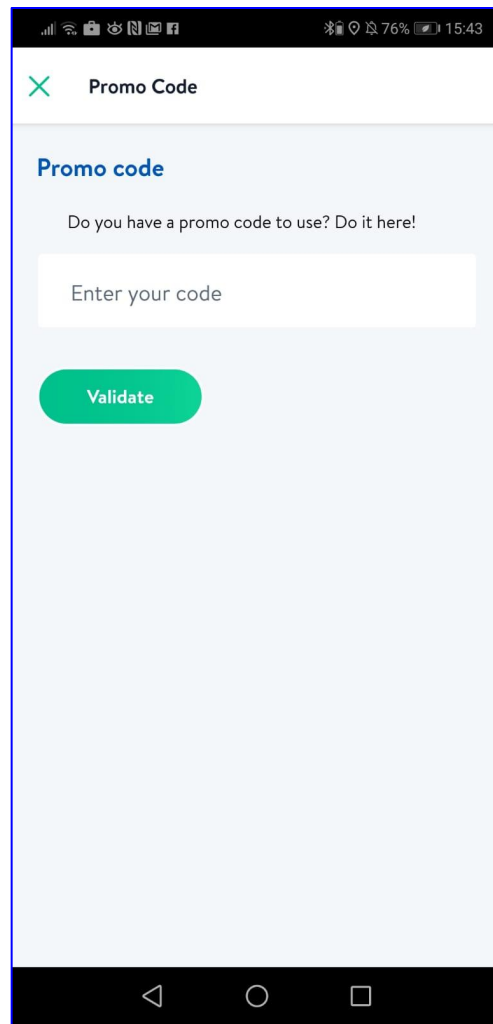 76% 15:43
Promo Code
Promo code
Do you have a promo code to use? Do it here!
Enter your code
Validate